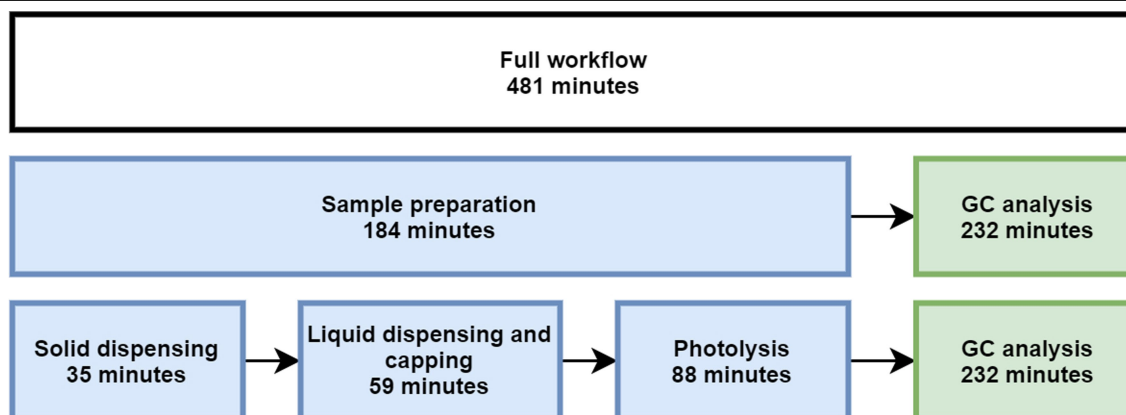 Full workflow
481 minutes
Sample preparation
184 minutes
GC analysis
232 minutes
Solid dispensing
35 minutes
Liquid dispensing and
capping
59 minutes
Photolysis
88 minutes
GC analysis
232 minutes